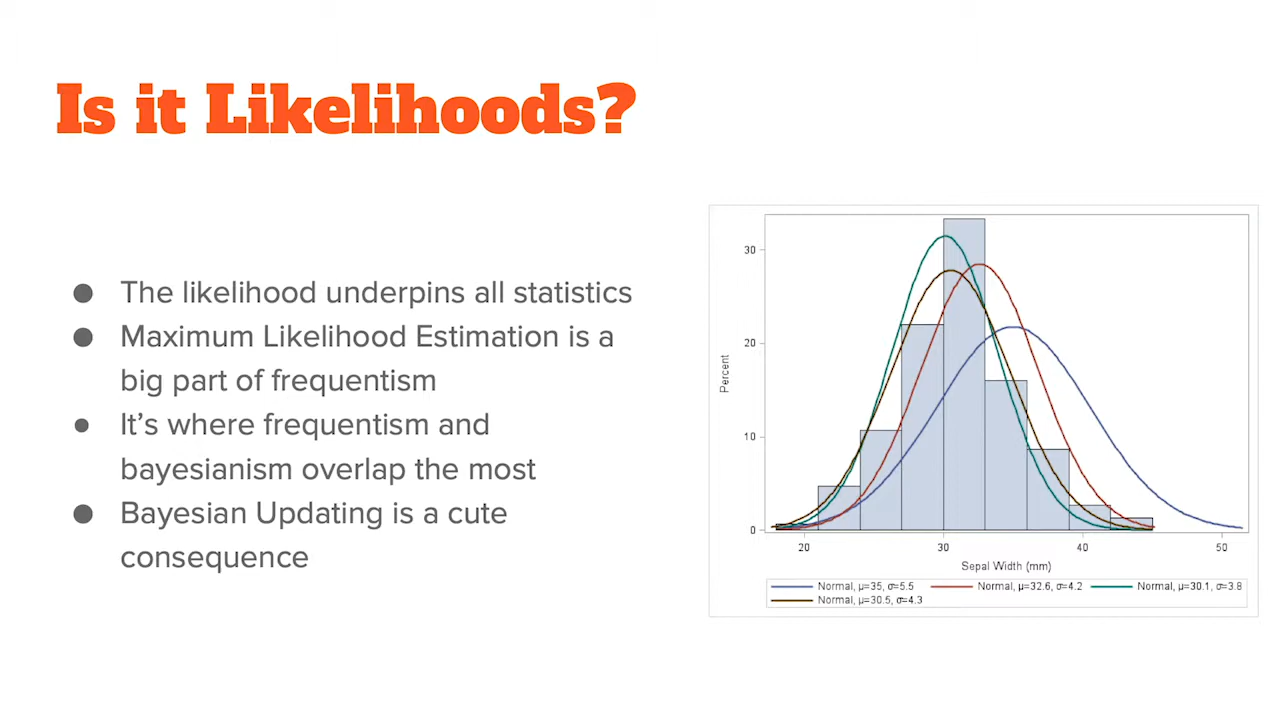 Is it Likelihoods?
● The likelihood underpins all statistics
● Maximum Likelihood Estimation is a
big part of frequentism
● It's where frequentism and
bayesianism overlap the most
● Bayesian Updating is a cute
consequence
30
20
10
0
Percent
20 30 40 50
Sepal Width (mm)
Normal, μ=35, σ=5.5 Normal, μ=32.6, σ=4.2 Normal, μ=30.1, σ=3.8
Normal, μ=30.5, σ=4.3